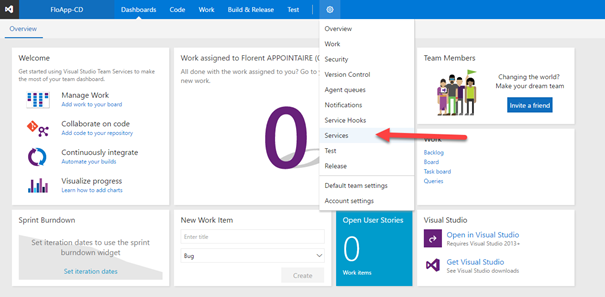 FloApp-CD Dashboards Code Work Build & Release Test
Overview
Welcome
Get started using Visual Studio Team Services to make
the most of your team dashboard.
Manage Work
Add work to your board
Collaborate on code
Add code to your repository
Continuously integrate
Automate your builds
Visualize progress
Learn how to add charts
Work assigned to Florent APPOINTAIRE (
All done with the work assigned to you? Go
new work.
0
Overview
Work
Security
Version Control
Agent queues
Notifications
Service Hooks
Services
Test
Release
Default team settings
Account settings
Team Members
Changing the world?
Make your dream team
Invite a friend
Work
Backlog
Board
Task board
Queries
Sprint Burndown
Set iteration dates to use the sprint
burndown widget
Set iteration dates
New Work Item
Enter title
Bug
Create
Open User Stories
0
Work items
Visual Studio
Open in Visual Studio
Requires Visual Studio 2013+
Get Visual Studio
See Visual Studio downloads